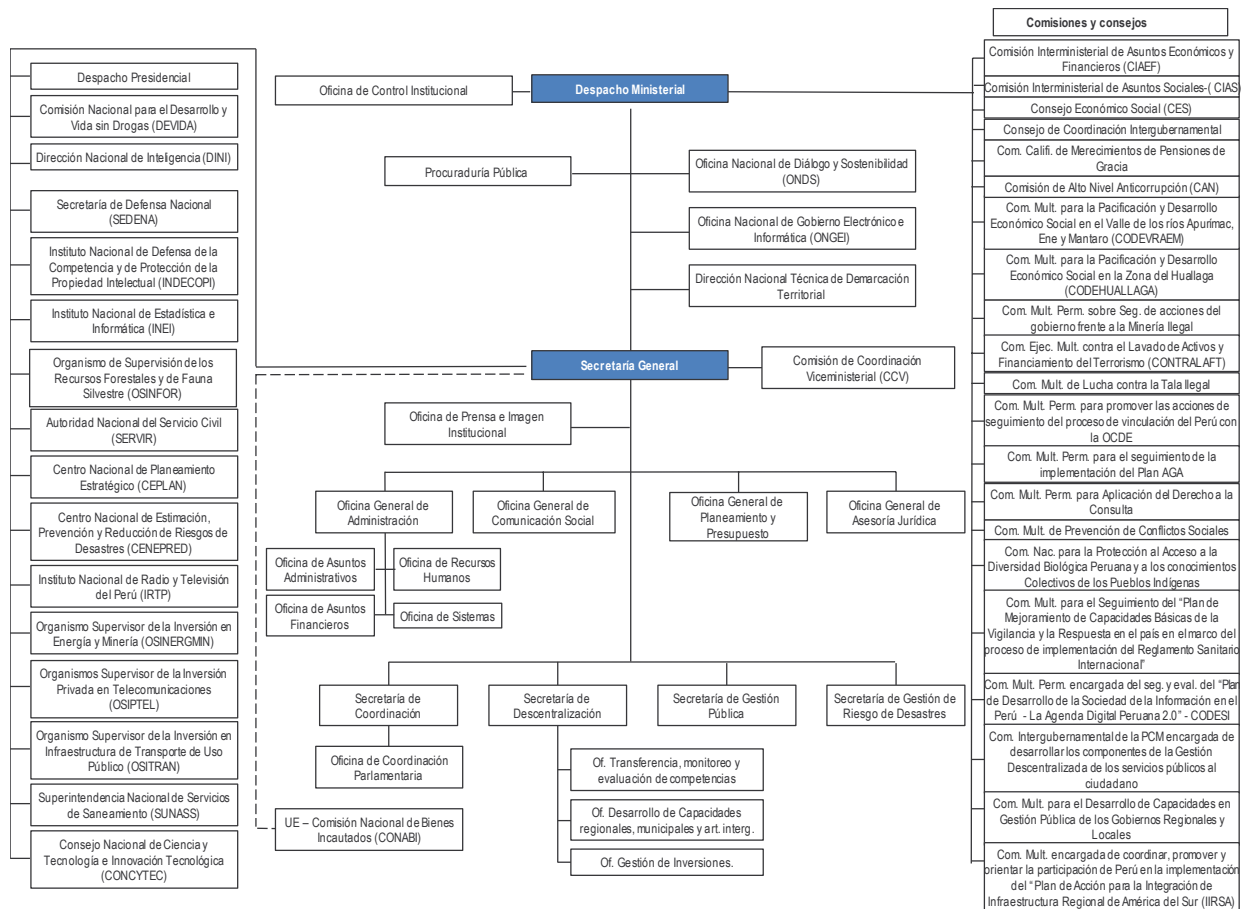 Comisiones y consejos
Despacho Presidencial
Comisión Nacional para el Desarrollo y
Vida sin Drogas (DEVIDA)
Dirección Nacional de Inteligencia (DINI)
Secretaría de Defensa Nacional
(SEDENA)
Instituto Nacional de Defensa de la
Competencia y de Protección de la
Propiedad Intelectual (INDECOPI)
Instituto Nacional de Estadística e
Informática (INEI)
Organismo de Supervisión de los
Recursos Forestales y de Fauna
Silvestre (OSINFOR)
Autoridad Nacional del Servicio Civil
(SERVIR)
Centro Nacional de Planeamiento
Estratégico (CEPLAN)
Centro Nacional de Estimación,
Prevención y Reducción de Riesgos de
Desastres (CENEPRED)
Instituto Nacional de Radio y Televisión
del Perú (IRTP)
Organismo Supervisor de la Inversión en
Energía y Minería (OSINERGMIN)
Organismos Supervisor de la Inversión
Privada en Telecomunicaciones
(OSIPTEL)
Organismo Supervisor de la Inversión en
Infraestructura de Transporte de Uso
Público (OSITRAN)
Superintendencia Nacional de Servicios
de Saneamiento (SUNASS)
Consejo Nacional de Ciencia y
Tecnología e Innovación Tecnológica
(CONCYTEC)
Oficina de Control Institucional
Despacho Ministerial
Procuraduría Pública
Oficina Nacional de Diálogo y Sostenibilidad
(ONDS)
Oficina Nacional de Gobierno Electrónico e
Informática (ONGEI)
Dirección Nacional Técnica de Demarcación
Territorial
Secretaría General
Comisión de Coordinación
Viceministerial (CCV)
Oficina de Prensa e Imagen
Institucional
Oficina General de
Administración
Oficina General de
Comunicación Social
Oficina General de
Planeamiento y
Presupuesto
Oficina General de
Asesoría Jurídica
Oficina de Asuntos
Administrativos
Oficina de Recursos
Humanos
Oficina de Asuntos
Financieros
Oficina de Sistemas
Secretaría de
Coordinación
Secretaría de
Descentralización
Secretaría de Gestión
Pública
Secretaría de Gestión de
Riesgo de Desastres
Oficina de Coordinación
Parlamentaria
Of. Transferencia, monitoreo y
evaluación de competencias
Of. Desarrollo de Capacidades
regionales, municipales y art. interg.
Of. Gestión de Inversiones.
UE – Comisión Nacional de Bienes
Incautados (CONABI)
Comisión Interministerial de Asuntos Económicos y
Financieros (CIAEF)
Comisión Interministerial de Asuntos Sociales-( CIAS)
Consejo Económico Social (CES)
Consejo de Coordinación Intergubernamental
Com. Califi. de Merecimientos de Pensiones de
Gracia
Comisión de Alto Nivel Anticorrupción (CAN)
Com. Mult. para la Pacificación y Desarrollo
Económico Social en el Valle de los ríos Apurímac,
Ene y Mantaro (CODEVRAEM)
Com. Mult. para la Pacificación y Desarrollo
Económico Social en la Zona del Huallaga
(CODEHUALLAGA)
Com. Mult. Perm. sobre Seg. de acciones del
gobierno frente a la Minería Ilegal
Com. Ejec. Mult. contra el Lavado de Activos y
Financiamiento del Terrorismo (CONTRALAFT)
Com. Mult. de Lucha contra la Tala Ilegal
Com. Mult. Perm. para promover las acciones de
seguimiento del proceso de vinculación del Perú con
la OCDE
Com. Mult. Perm. para el seguimiento de la
implementación del Plan AGA
Com. Mult. Perm. para Aplicación del Derecho a la
Consulta
Com. Mult. de Prevención de Conflictos Sociales
Com. Nac. para la Protección al Acceso a la
Diversidad Biológica Peruana y a los conocimientos
Colectivos de los Pueblos Indígenas
Com. Mult. para el Seguimiento del "Plan de
Mejoramiento de Capacidades Básicas de la
Vigilancia y la Respuesta en el país en el marco del
proceso de implementación del Reglamento Sanitario
Internacional"
Com. Mult. Perm. encargada del seg. y eval. del "Plan
de Desarrollo de la Sociedad de la Información en el
Perú - La Agenda Digital Peruana 2.0" - CODESI
Com. Intergubernamental de la PCM encargada de
desarrollar los componentes de la Gestión
Descentralizada de los servicios públicos al
ciudadano
Com. Mult. para el Desarrollo de Capacidades en
Gestión Pública de los Gobiernos Regionales y
Locales
Com. Mult. encargada de coordinar, promover y
orientar la participación de Perú en la implementación
del "Plan de Acción para la Integración de
Infraestructura Regional de América del Sur (IIRSA)